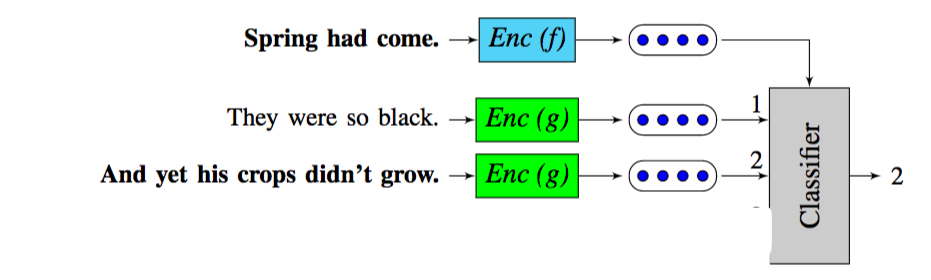 Spring had come. Enc (f)
They were so black. Enc (g) 1
And yet his crops didn't grow. Enc (g) 2
Classifier
2